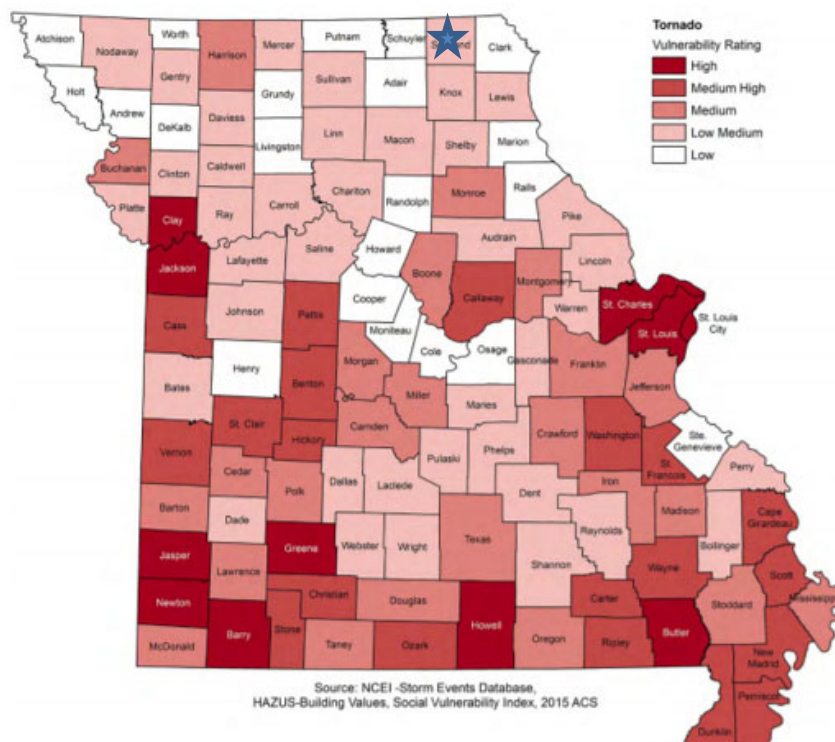 Tornado
Vulnerability Rating
High
Medium High
Medium
Low Medium
Low
Atchison
Nodaway
Worth
Harrison
Mercer
Putnam
Schuyler
Clark
Gentry
Holt
Andrew
DeKalb
Daviess
Grundy
Sullivan
Adair
Knox
Lewis
Linn
Macon
Shelby
Marion
Livingston
Buchanan
Clinton
Caldwell
Chariton
Randolph
Monroe
Ralls
Platte
Clay
Ray
Carroll
Pike
Audrain
Saline
Howard
Jackson
Lafayette
Boone
Callaway
Montgomery
Lincoln
Warren
St. Charles
St. Louis
City
St. Louis
Cass
Johnson
Pettis
Cooper
Moniteau
Cole
Osage
Gasconade
Franklin
Jefferson
Henry
Bates
Benton
Morgan
Miller
Maries
St. Clair
Hickory
Camden
Pulaski
Phelps
Crawford
Washington
Ste.
Genevieve
St.
Francois
Perry
Vernon
Cedar
Polk
Dallas
Laclede
Dent
Iron
Madison
Cape
Girardeau
Barton
Dade
Greene
Webster
Wright
Texas
Shannon
Reynolds
Bollinger
Jasper
Lawrence
Christian
Douglas
Howell
Carter
Wayne
Scott
Stoddard
Mississippi
Newton
Barry
Stone
Taney
Ozark
Oregon
Ripley
Butler
New
Madrid
McDonald
Pemiscot
Dunklin
Source: NCEI -Storm Events Database,
HAZUS-Building Values, Social Vulnerability Index, 2015 ACS